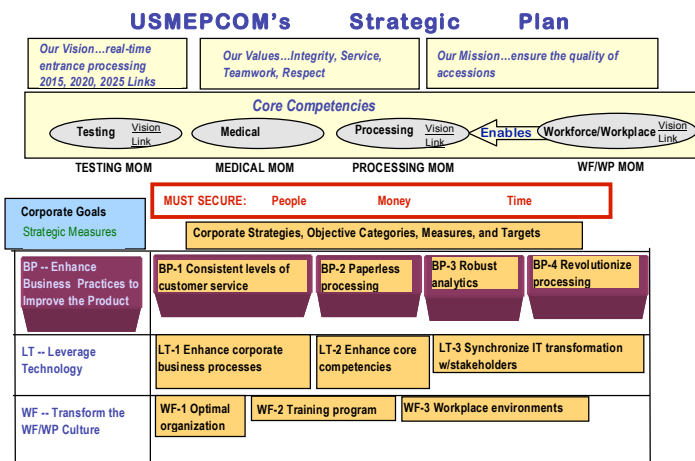 USMEPCOM's Strategic Plan
Our Vision…real-time
entrance processing
2015, 2020, 2025 Links
Our Values…Integrity, Service,
Teamwork, Respect
Our Mission…ensure the quality of
accessions
Core Competencies
Testing
Vision
Link
Medical
Processing
Vision
Link
Enables
Workforce/Workplace
Vision
Link
TESTING MOM
MEDICAL MOM
PROCESSING MOM
WF/WP MOM
Corporate Goals
Strategic Measures
MUST SECURE: People Money Time
Corporate Strategies, Objective Categories, Measures, and Targets
BP -- Enhance
Business Practices to
Improve the Product
BP-1 Consistent levels of
customer service
BP-2 Paperless
processing
BP-3 Robust
analytics
BP-4 Revolutionize
processing
LT -- Leverage
Technology
LT-1 Enhance corporate
business processes
LT-2 Enhance core
competencies
LT-3 Synchronize IT transformation
w/stakeholders
WF -- Transform the
WF/WP Culture
WF-1 Optimal
organization
WF-2 Training program
WF-3 Workplace environments